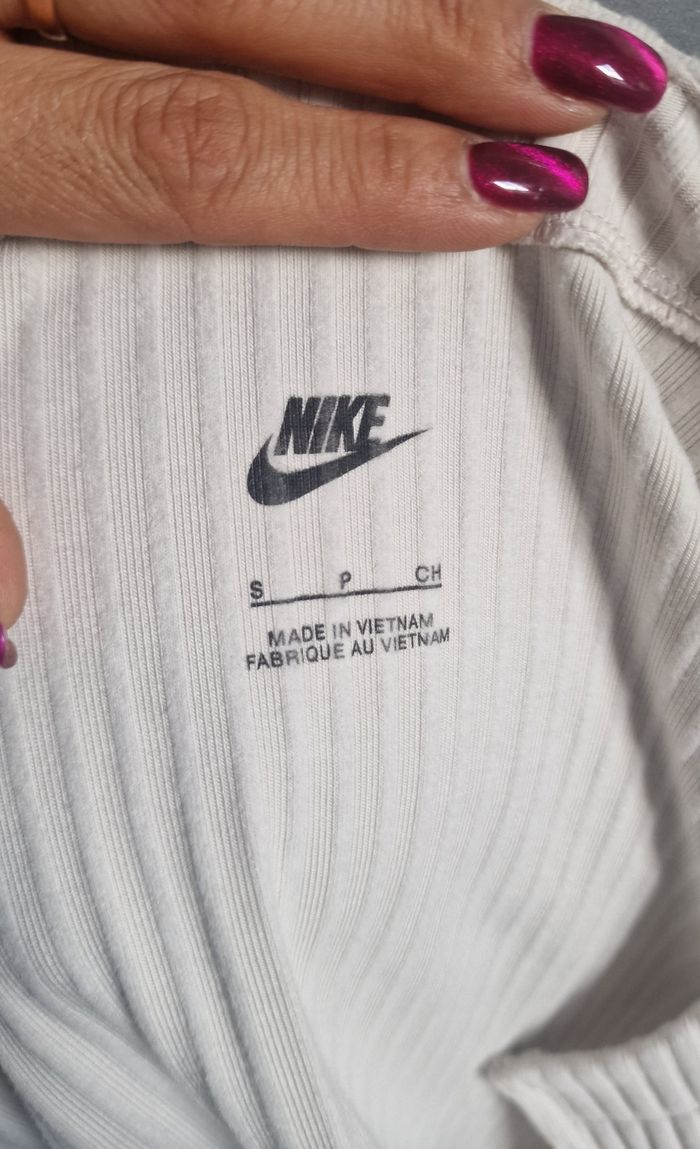 NIKE
S P CH
MADE IN VIETNAM
FABRIQUE AU VIETNAM